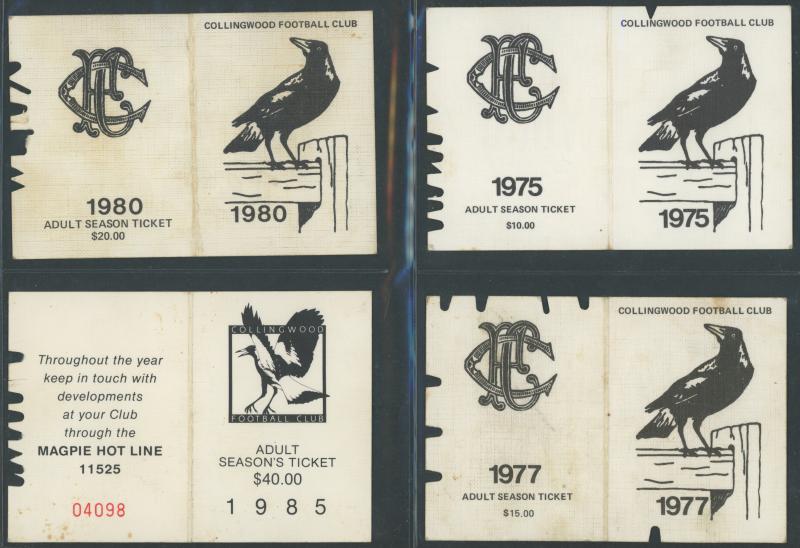 COLLINGWOOD FOOTBALL CLUB
CFC
1980
ADULT SEASON TICKET
$20.00
1980
COLLINGWOOD FOOTBALL CLUB
CFC
1975
ADULT SEASON TICKET
$10.00
1975
Throughout the year
keep in touch with
developments
at your Club
through the
MAGPIE HOT LINE
11525
04098
COLLINGWOOD
FOOTBALL CLUB
ADULT
SEASON'S TICKET
$40.00
1985
COLLINGWOOD FOOTBALL CLUB
CFC
1977
ADULT SEASON TICKET
$15.00
1977